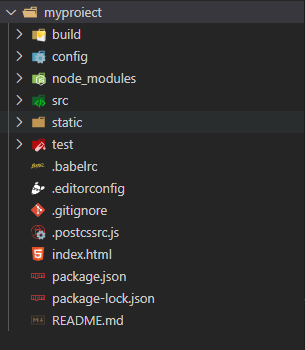 myproiect
build
config
node_modules
src
static
test
.babelrc
.editorconfig
.gitignore
.postcssrc.js
index.html
package.json
package-lock.json
README.md